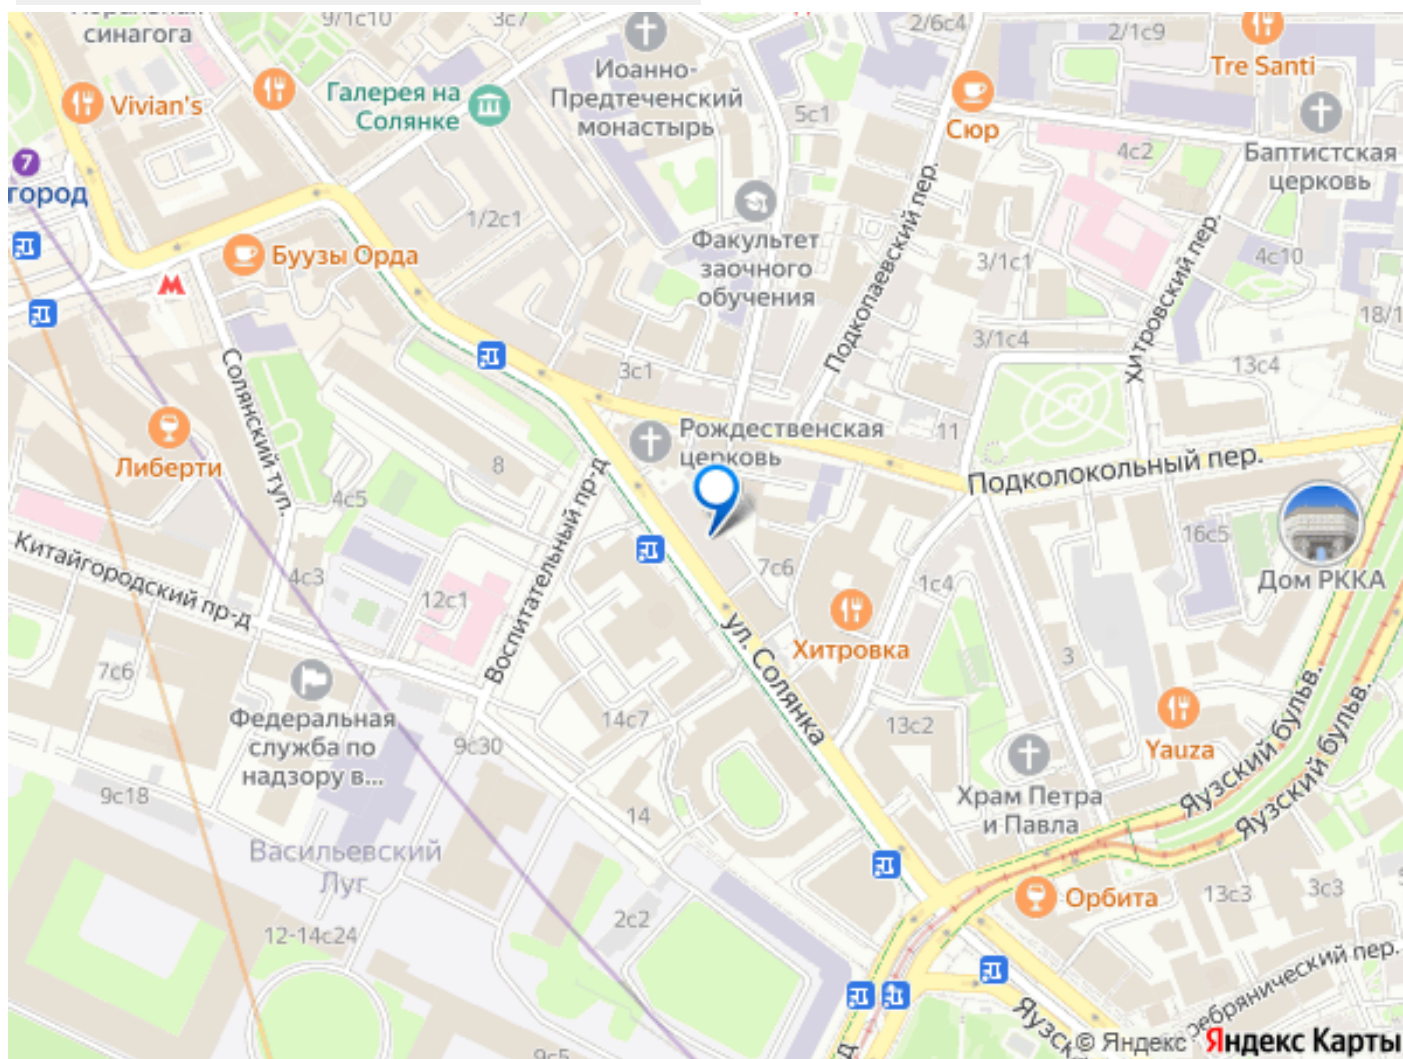 9/1с10
3с7
2/6с4
2/1с9
синагога
Tre Santi
Vivian's
Галерея на
Солянке
Иоанно-
Предтеченский
монастырь
5с1
Сюр
4с2
Баптистская
церковь
7
город
1/2с1
Буузы Орда
Факультет
заочного
обучения
Подкопаевский пер.
3/1с1
Хитровский пер.
4с10
18/1
3/1с4
13с4
Солянский туп.
3с1
Рождественская
церковь
11
Подколокольный пер.
Либерти
8
4с5
Воспитательный пр-д
16с5
Дом РККА
Китайгородский пр-д
4с3
12с1
7с6
1с4
ул. Солянка
Хитровка
3
7с6
Федеральная
служба по
надзору в...
9с30
14с7
13с2
Yauza
Яузский бульв.
Яузский бульв.
9с18
14
Храм Петра
и Павла
Васильевский
Луг
Орбита
13с3
3с3
2с2
12-14с24
9с5
© Яндекс Яндекс Карты